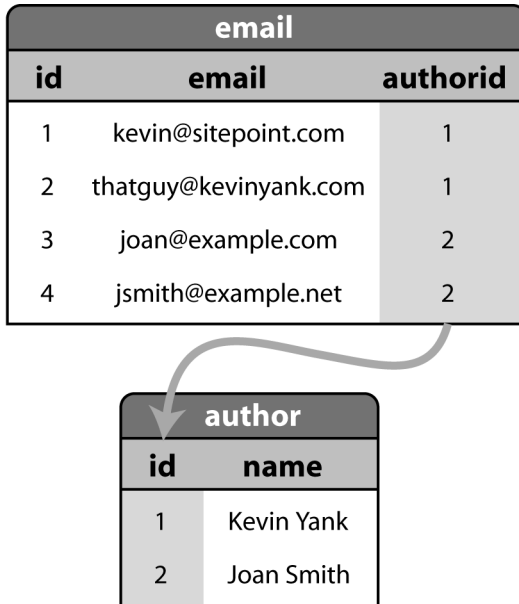 email
id email authorid
1 kevin@sitepoint.com 1
2 thatguy@kevinyank.com 1
3 joan@example.com 2
4 jsmith@example.net 2
author
id name
1 Kevin Yank
2 Joan Smith